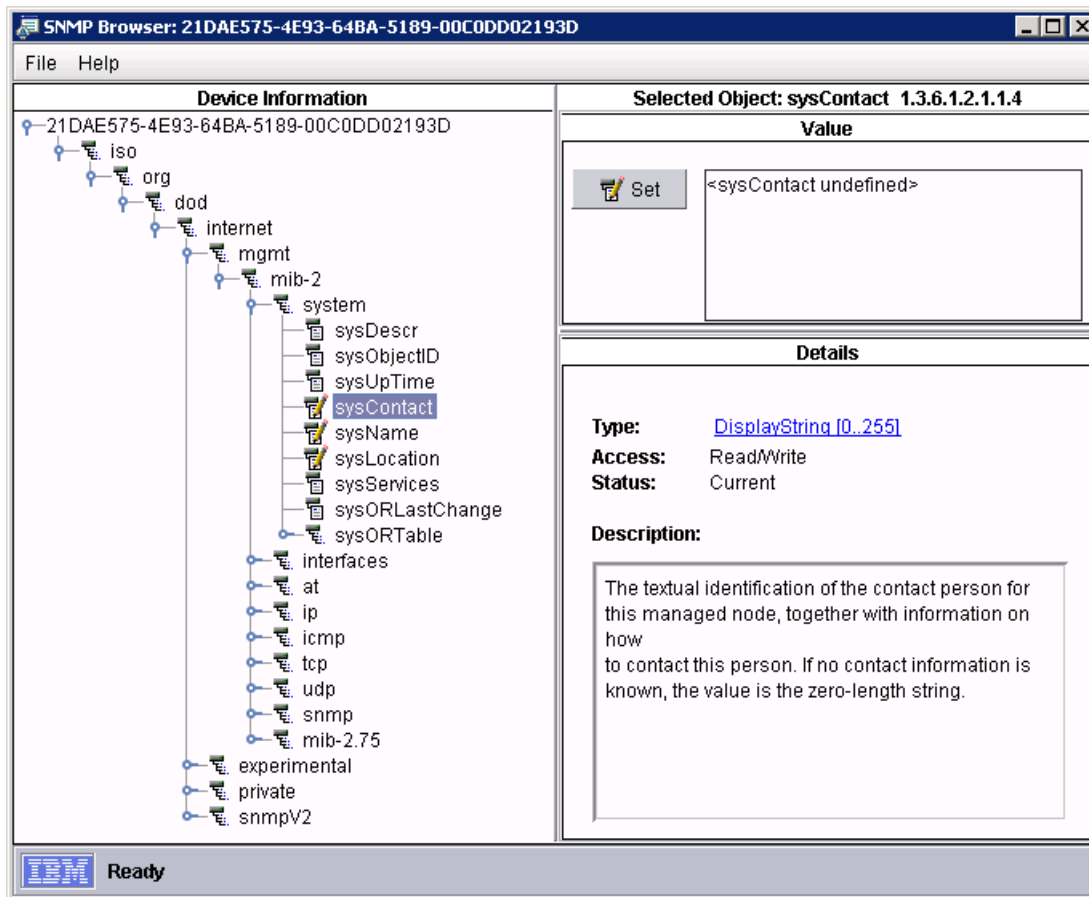 SNMP Browser: 21DAE575-4E93-64BA-5189-00C0DD02193D
File Help
Device Information
21DAE575-4E93-64BA-5189-00C0DD02193D
iso
org
dod
internet
mgmt
mib-2
system
sysDescr
sysObjectID
sysUpTime
sysContact
sysName
sysLocation
sysServices
sysORLastChange
sysORTable
interfaces
at
ip
icmp
tcp
udp
snmp
mib-2.75
experimental
private
snmpV2
Selected Object: sysContact 1.3.6.1.2.1.1.4
Value
Set
<sysContact undefined>
Details
Type: DisplayString [0..255]
Access: Read/Write
Status: Current
Description:
The textual identification of the contact person for
this managed node, together with information on
how
to contact this person. If no contact information is
known, the value is the zero-length string.
IBM Ready